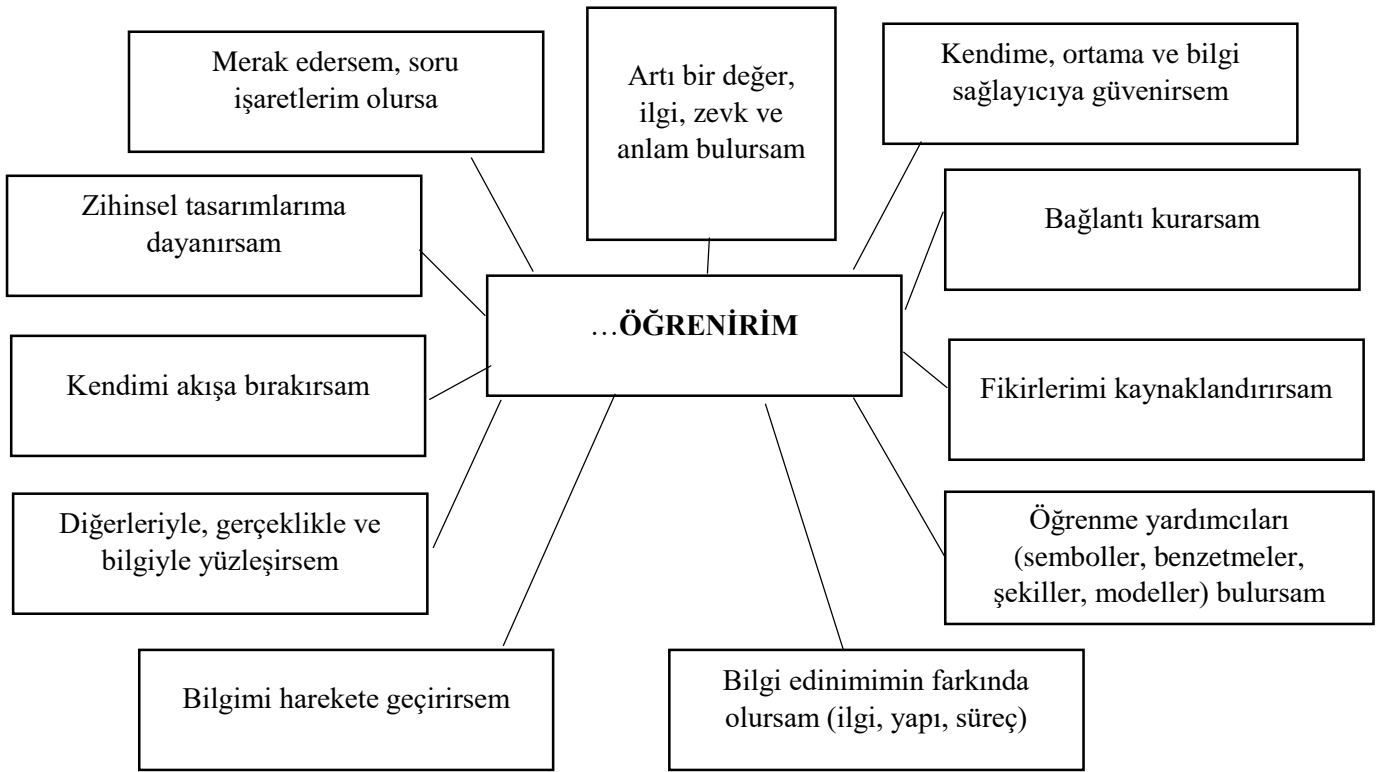 Merak edersem, soru
işaretlerim olursa
Artı bir değer,
ilgi, zevk ve
anlam bulursam
Kendime, ortama ve bilgi
sağlayıcıya güvenirsem
Zihinsel tasarımlarıma
dayanırsam
Bağlantı kurarsam
…ÖĞRENİRİM
Kendimi akışa bırakırsam
Fikirlerimi kaynaklandırırsam
Diğerleriyle, gerçeklikle ve
bilgiyle yüzleşirsem
Öğrenme yardımcıları
(semboller, benzetmeler,
şekiller, modeller) bulursam
Bilgimi harekete geçirirsem
Bilgi edinimimin farkında
olursam (ilgi, yapı, süreç)